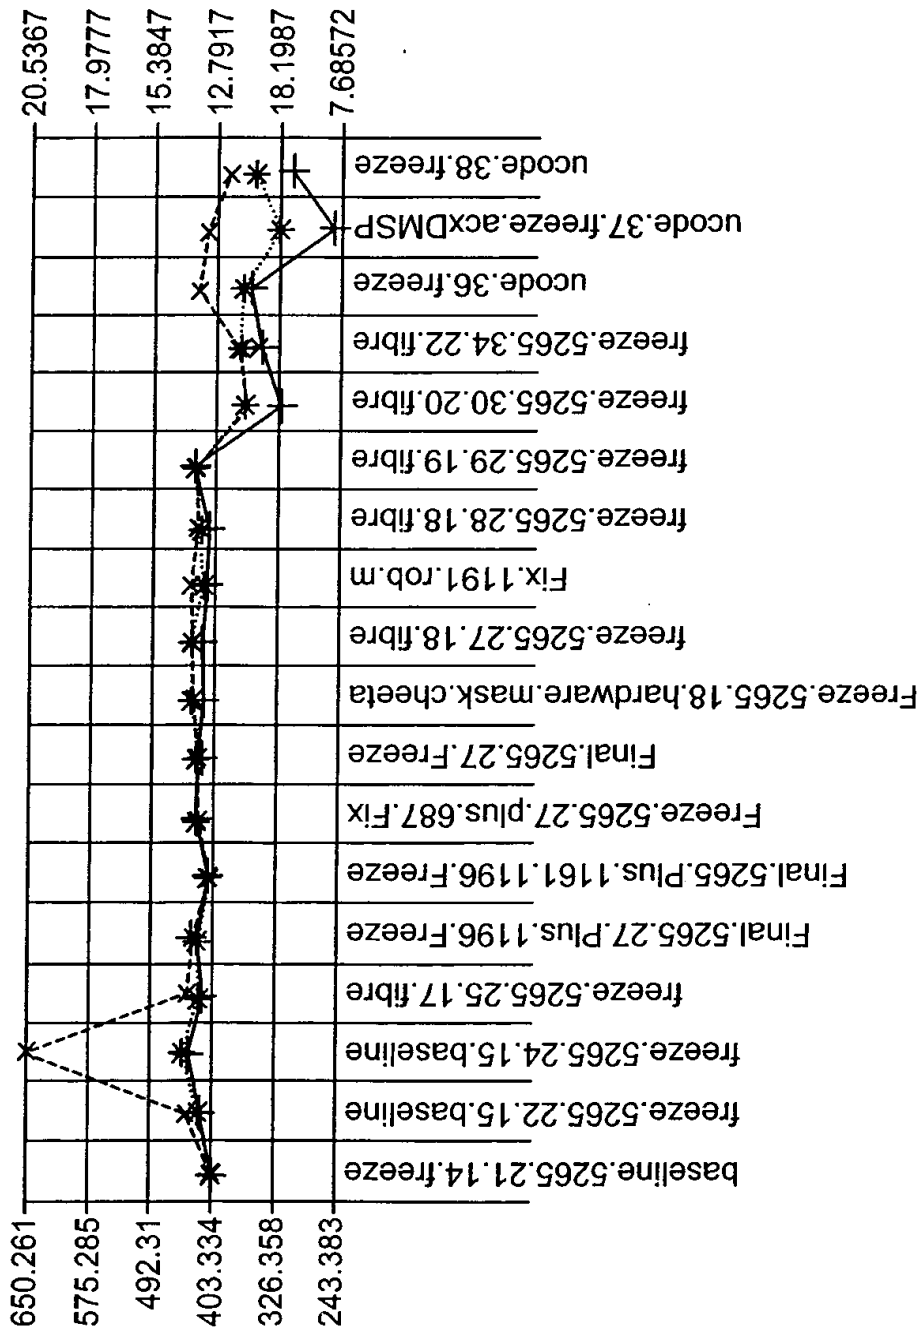 20.5367
17.9777
15.3847
12.7917
18.1987
7.68572
ucode.38.freeze
ucode.37.freeze.acxDMSP
ucode.36.freeze
freeze.5265.34.22.fibre
freeze.5265.30.20.fibre
freeze.5265.29.19.fibre
freeze.5265.28.18.fibre
Fix.1191.rob.m
freeze.5265.27.18.fibre
Freeze.5265.18.hardware.mask.cheeta
Final.5265.27.Freeze
Freeze.5265.27.plus.687.Fix
Final.5265.Plus.1161.1196.Freeze
Final.5265.27.Plus.1196.Freeze
freeze.5265.25.17.fibre
freeze.5265.24.15.baseline
freeze.5265.22.15.baseline
baseline.5265.21.14.freeze
650.261
575.285
492.31
403.334
326.358
243.383